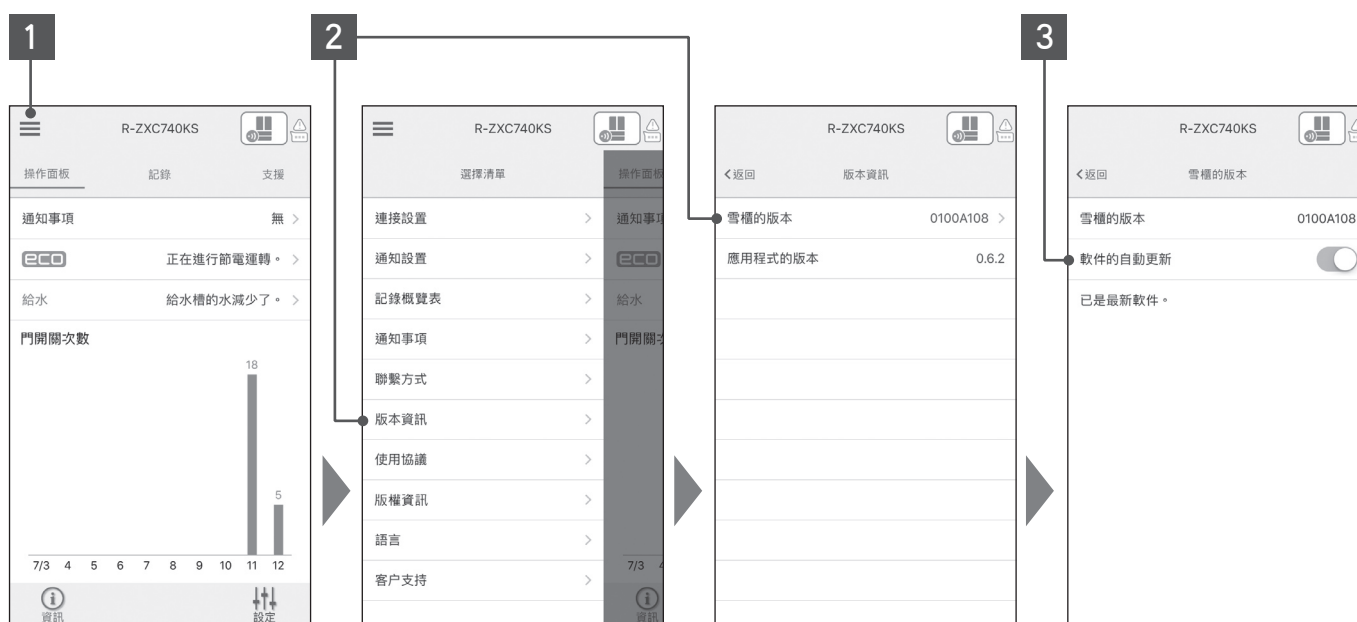 1
2
3
R-ZXC740KS
操作面板 記錄 支援
通知事項 無 >
eco 正在進行節電運轉。 >
給水 給水槽的水減少了。 >
門開關次數
18
5
7/3 4 5 6 7 8 9 10 11 12
資訊 設定
R-ZXC740KS
選擇清單
連接設置 >
通知設置 >
記錄概覽表 >
通知事項 >
聯繫方式 >
版本資訊 >
使用協議 >
版權資訊 >
語言 >
客户支持 >
操作面板
通知事項
eco
給水
門開關次
7/3 4
資訊
R-ZXC740KS
<返回 版本資訊
雪櫃的版本 0100A108 >
應用程式的版本 0.6.2
R-ZXC740KS
<返回 雪櫃的版本
雪櫃的版本 0100A108
軟件的自動更新
已是最新軟件。